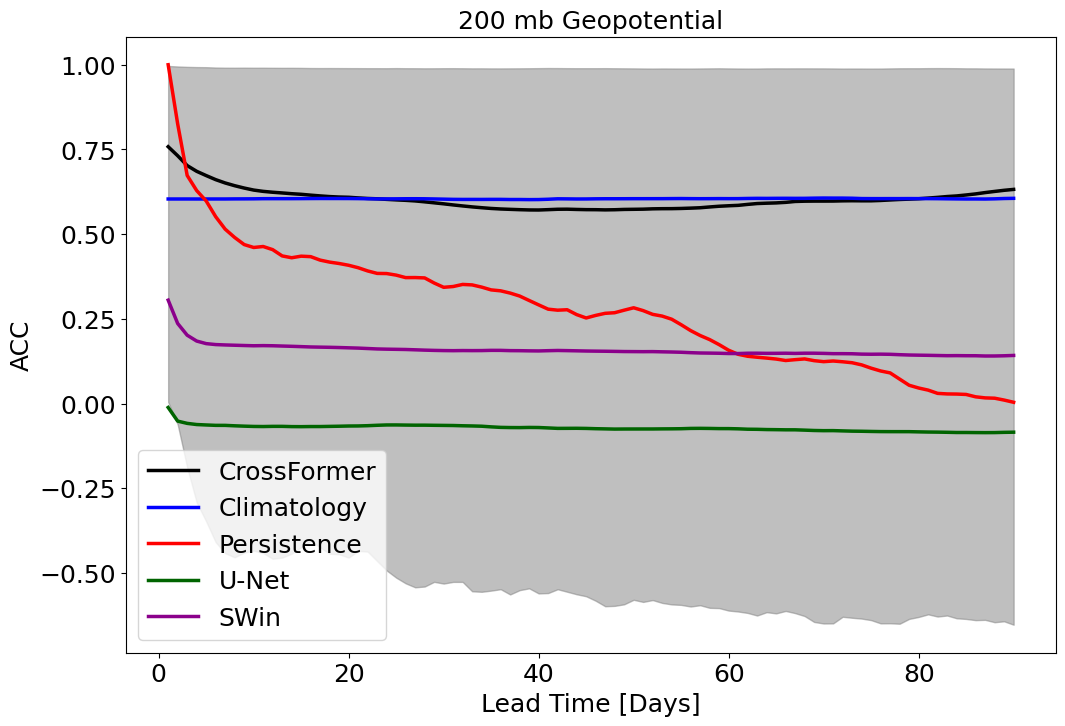 200 mb Geopotential
1.00
0.75
0.50
0.25
0.00
−0.25
−0.50
ACC
CrossFormer
Climatology
Persistence
U-Net
SWin
0
20
40
60
80
Lead Time [Days]